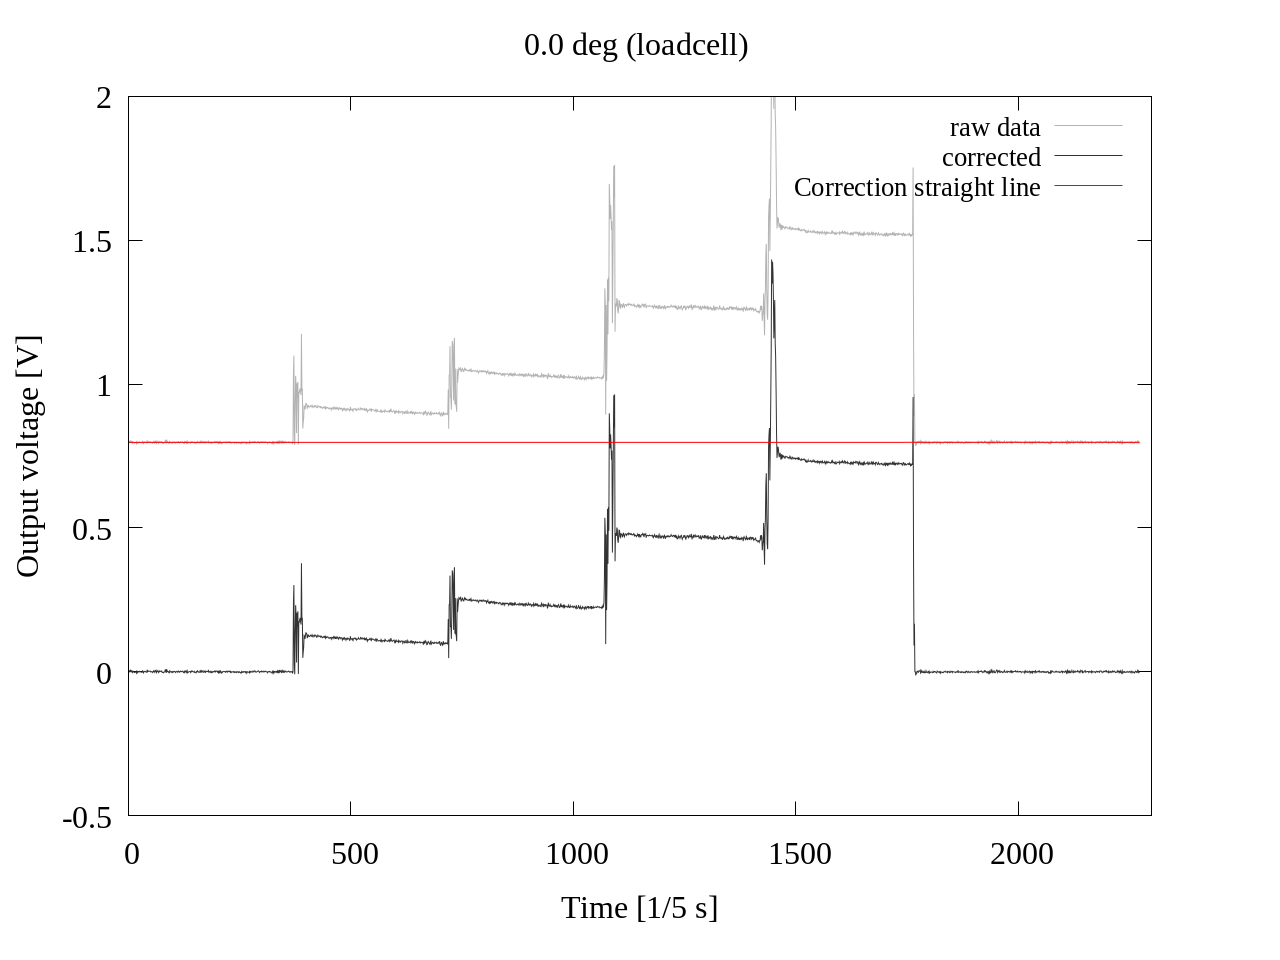 0.0 deg (loadcell)
2
raw data
corrected
Correction straight line
1.5
1
0.5
0
-0.5
Output voltage [V]
0 500 1000 1500 2000
Time [1/5 s]